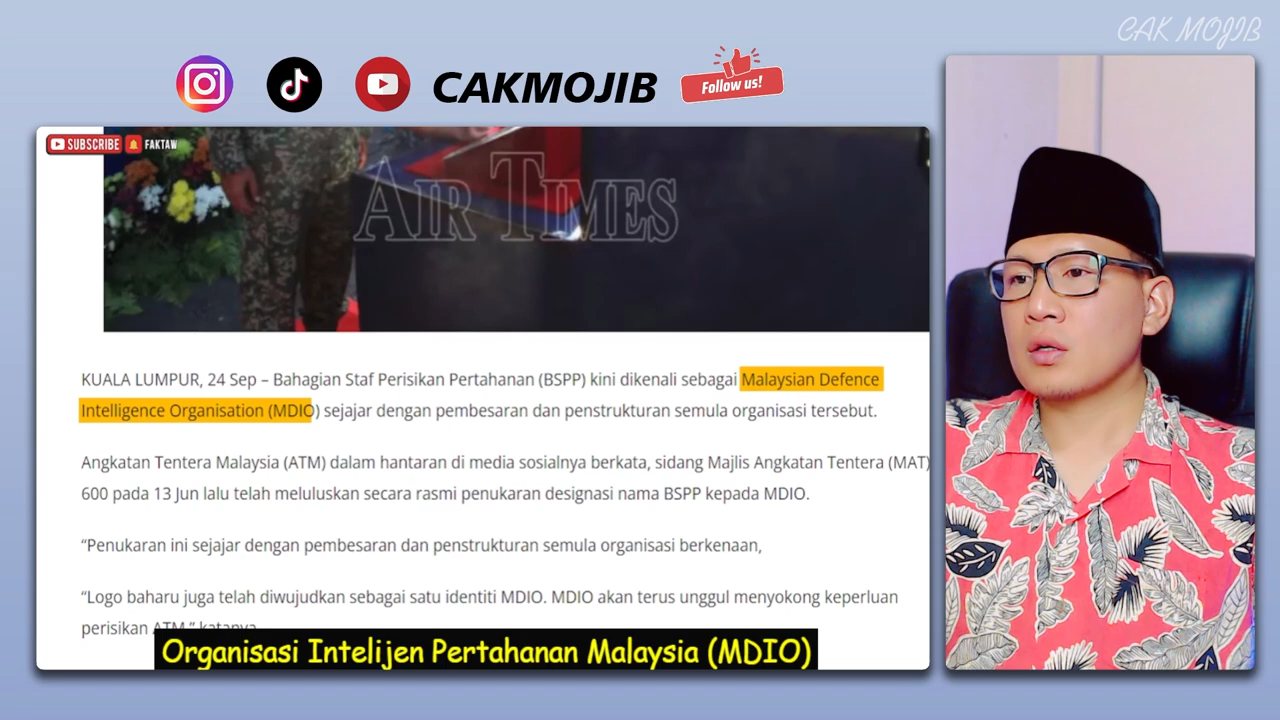 CAK MOJIB
CAKMOJIB
Follow us!
SUBSCRIBE
FAKTAW
AIR TIMES
KUALA LUMPUR, 24 Sep – Bahagian Staf Perisikan Pertahanan (BSPP) kini dikenali sebagai Malaysian Defence
Intelligence Organisation (MDIO) sejajar dengan pembesaran dan penstrukturan semula organisasi tersebut.
Angkatan Tentera Malaysia (ATM) dalam hantaran di media sosialnya berkata, sidang Majlis Angkatan Tentera (MAT)
600 pada 13 Jun lalu telah meluluskan secara rasmi penukaran designasi nama BSPP kepada MDIO.
“Penukaran ini sejajar dengan pembesaran dan penstrukturan semula organisasi berkenaan,
“Logo baharu juga telah diwujudkan sebagai satu identiti MDIO. MDIO akan terus unggul menyokong keperluan
perisikan ATM,” katanya.
Organisasi Intelijen Pertahanan Malaysia (MDIO)